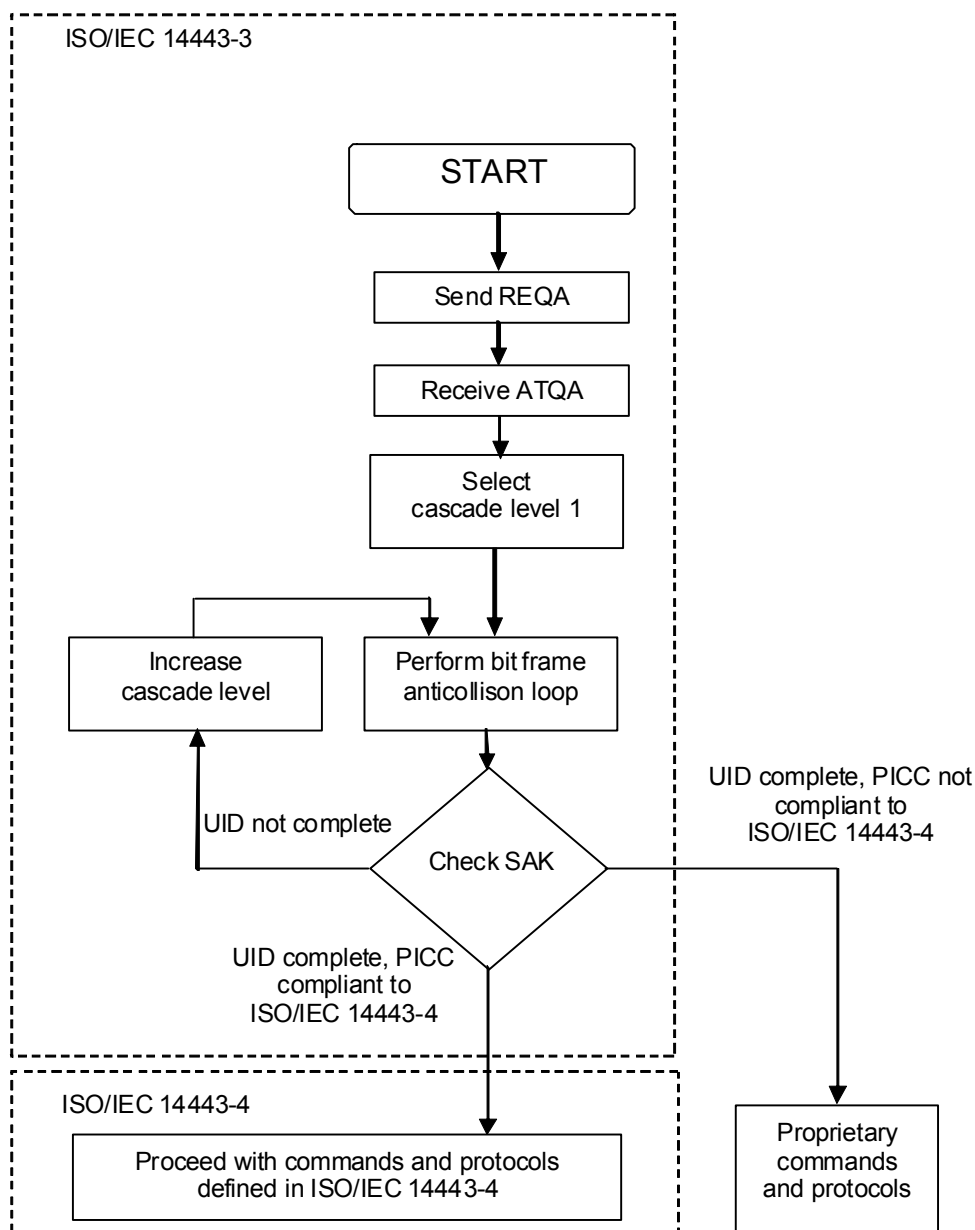 ISO/IEC 14443-3
START
Send REQA
Receive ATQA
Select
cascade level 1
Increase
cascade level
Perform bit frame
anticollison loop
UID not complete
Check SAK
UID complete, PICC not
compliant to
ISO/IEC 14443-4
UID complete, PICC
compliant to
ISO/IEC 14443-4
ISO/IEC 14443-4
Proceed with commands and protocols
defined in ISO/IEC 14443-4
Proprietary
commands
and protocols